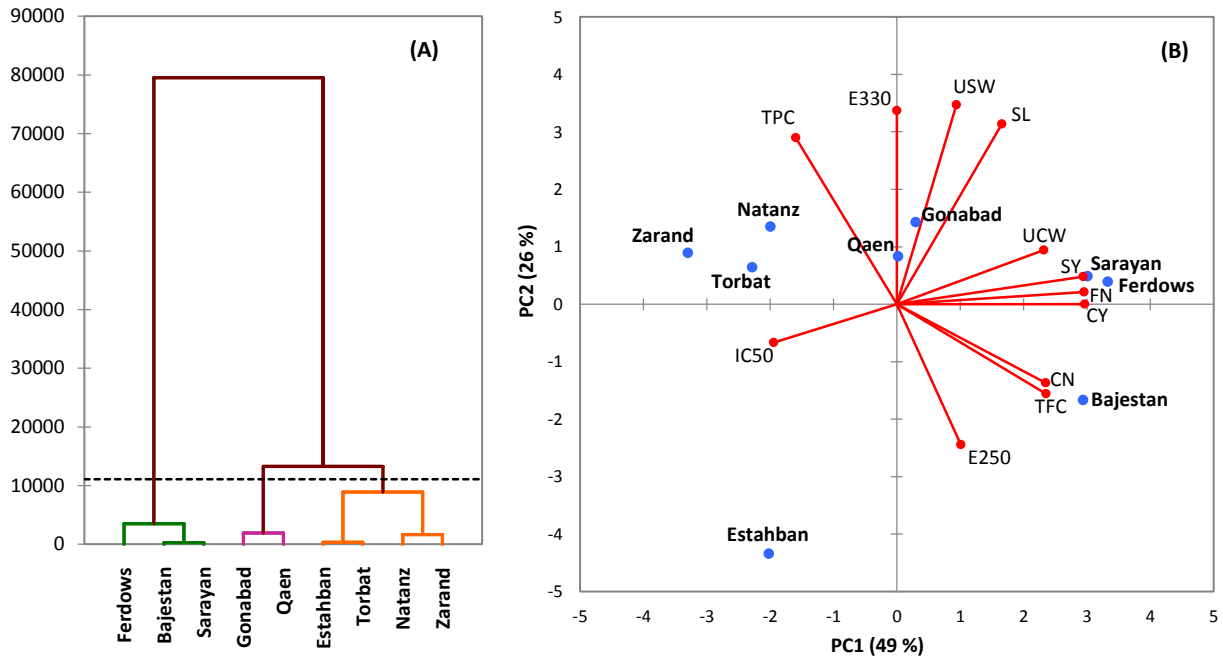 (A)
90000
80000
70000
60000
50000
40000
30000
20000
10000
0
Ferdows
Bajestan
Sarayan
Gonabad
Qaen
Estahban
Torbat
Natanz
Zarand
(B)
5
4
3
2
1
0
-1
-2
-3
-4
-5
PC2 (26 %)
E330
USW
SL
TPC
Natanz
Gonabad
Zarand
Qaen
UCW
Torbat
SY
Sarayan
FN
Ferdows
CY
IC50
CN
TFC
Bajestan
E250
Estahban
-5 -4 -3 -2 -1 0 1 2 3 4 5
PC1 (49 %)